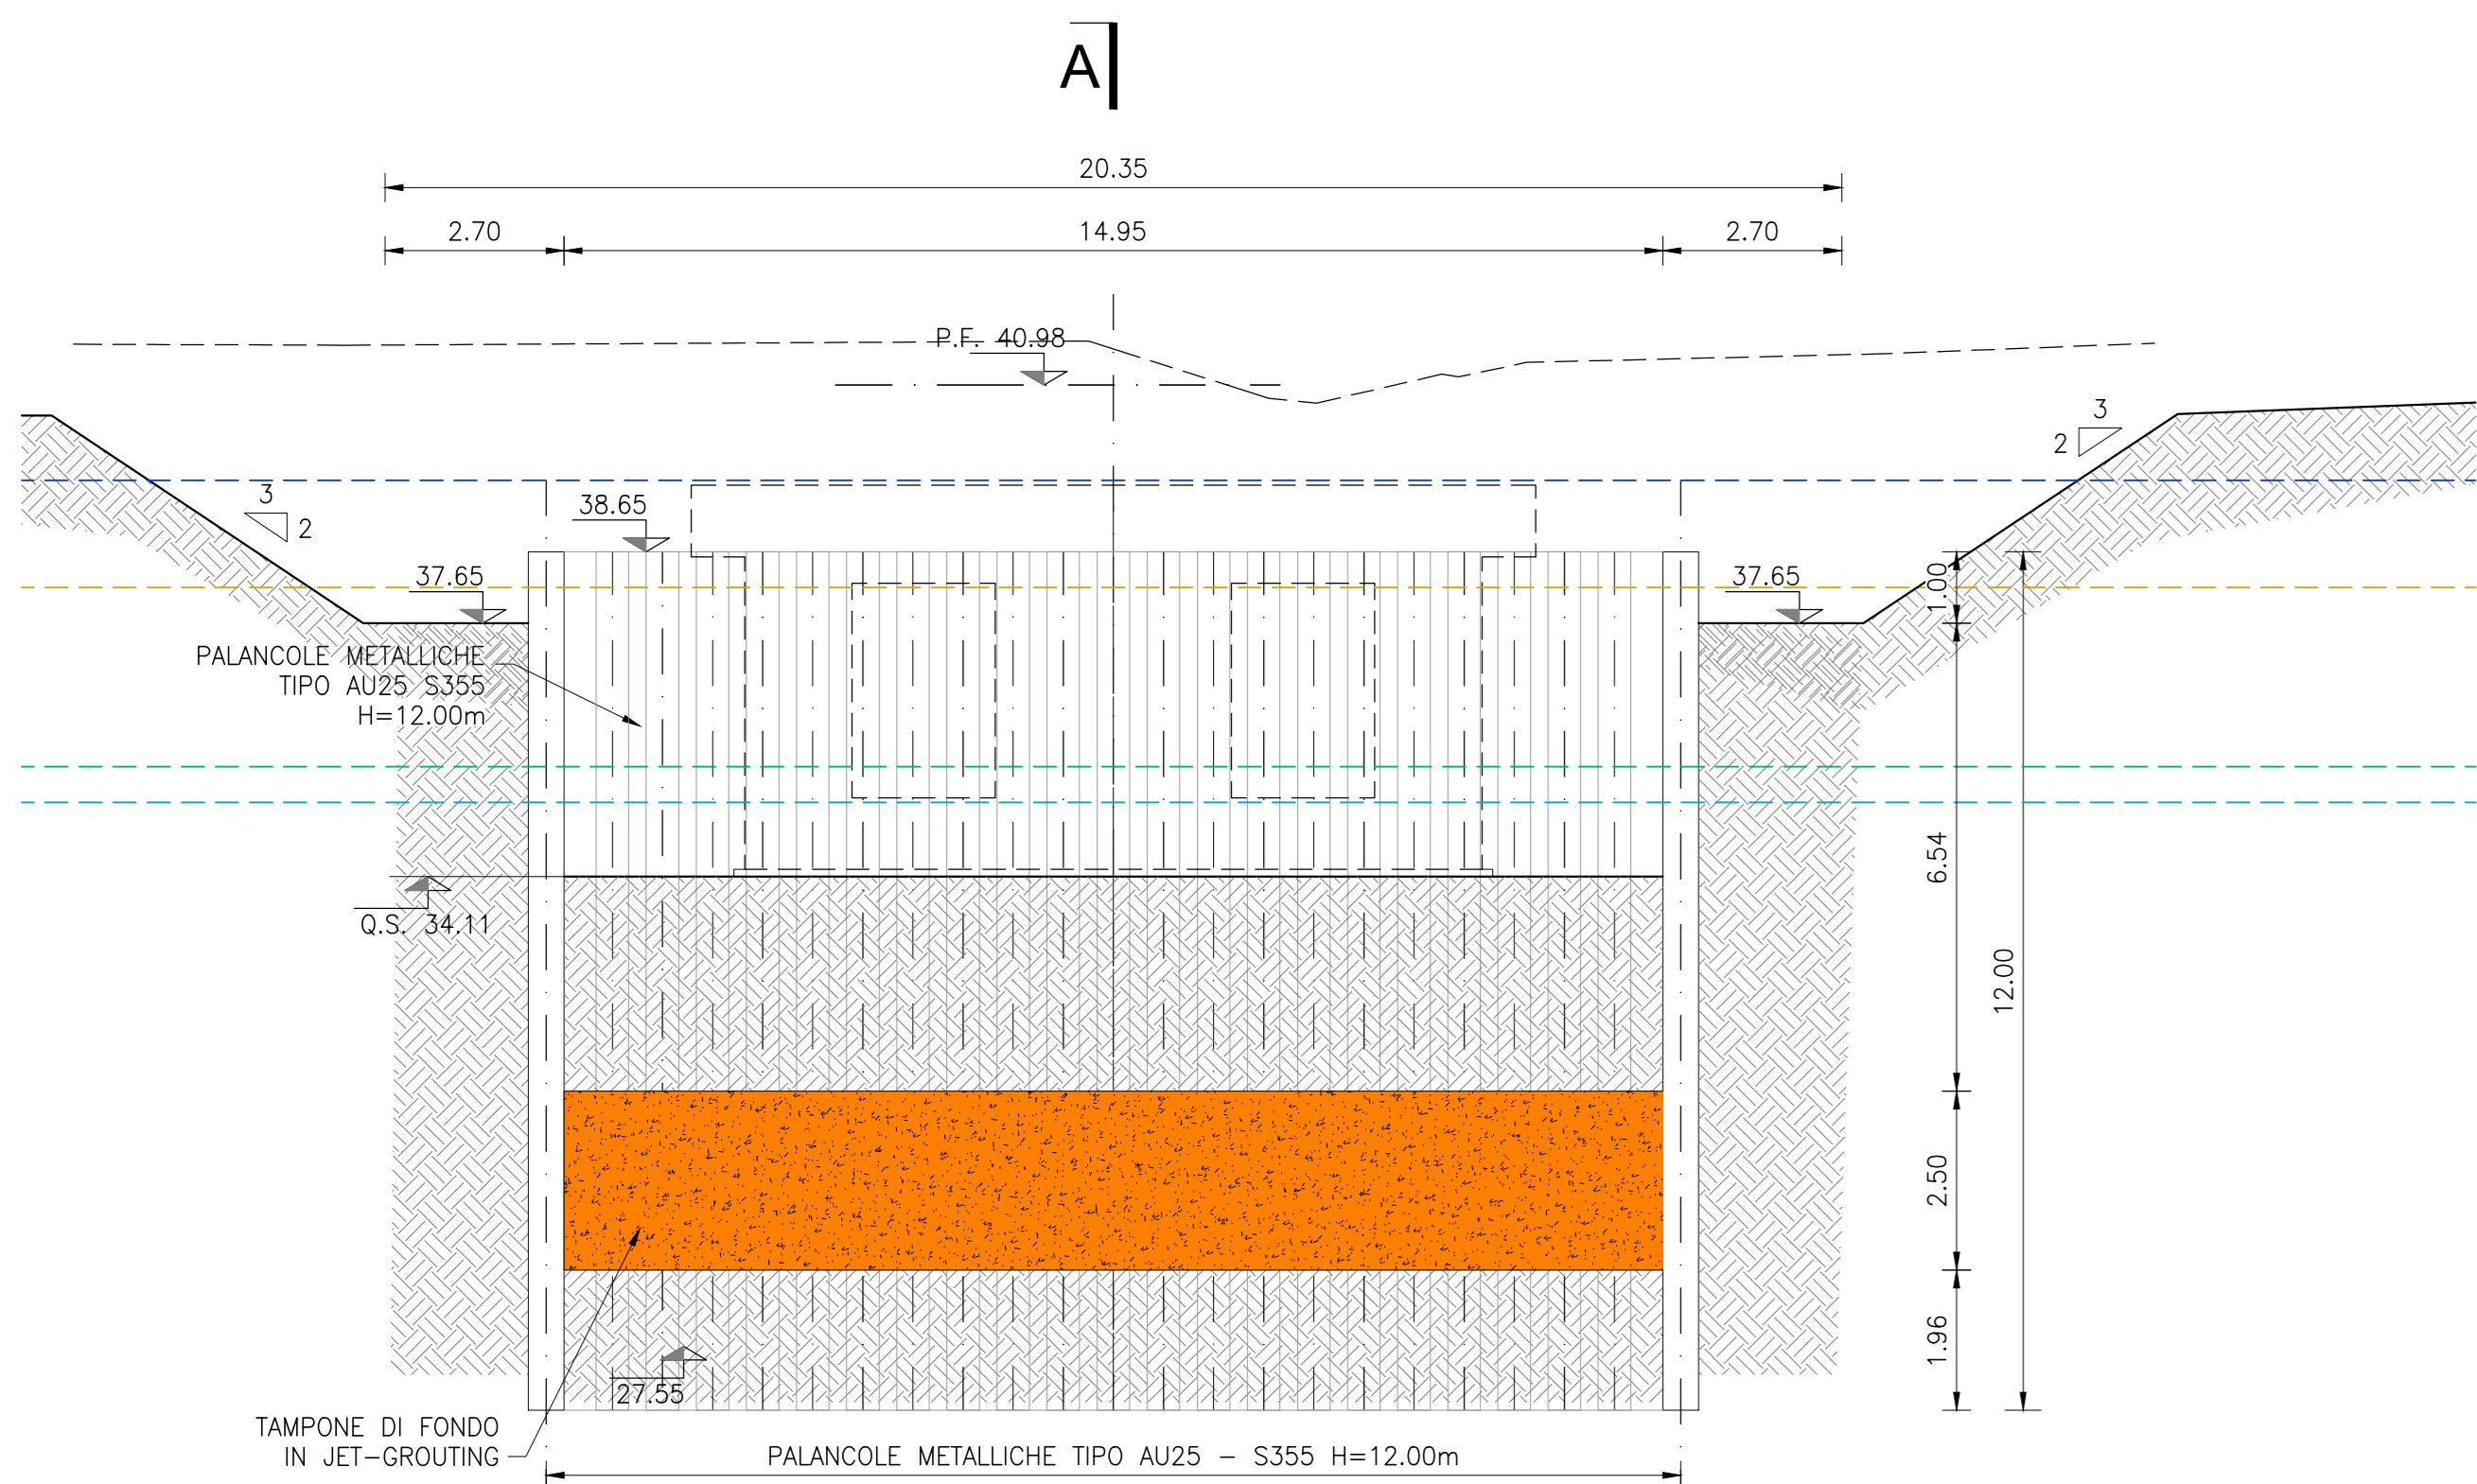 A
20.35
2.70
14.95
2.70
P.F. 40.98
3
2
3
2
38.65
37.65
37.65
1.00
PALANCOLE METALLICHE
TIPO AU25 S355
H=12.00m
6.54
Q.S. 34.11
12.00
2.50
1.96
27.55
TAMPONE DI FONDO
IN JET-GROUTING
PALANCOLE METALLICHE TIPO AU25 - S355 H=12.00m